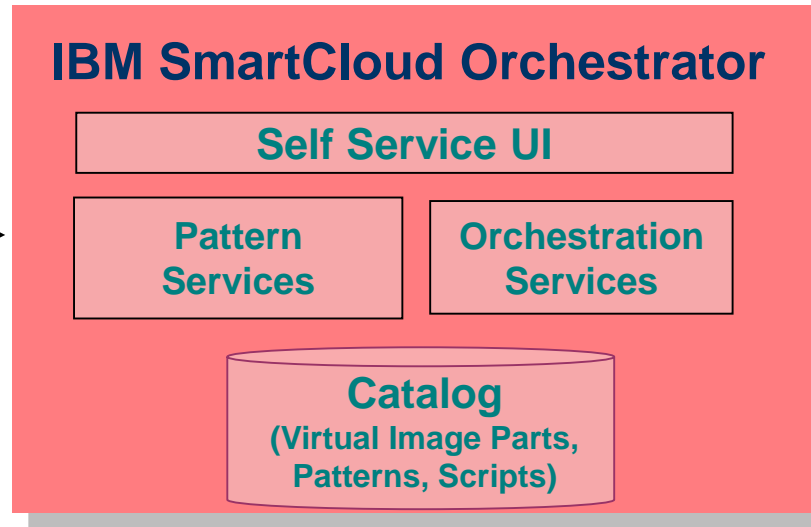 IBM SmartCloud Orchestrator
Self Service UI
Pattern
Services
Orchestration
Services
Catalog
(Virtual Image Parts,
Patterns, Scripts)